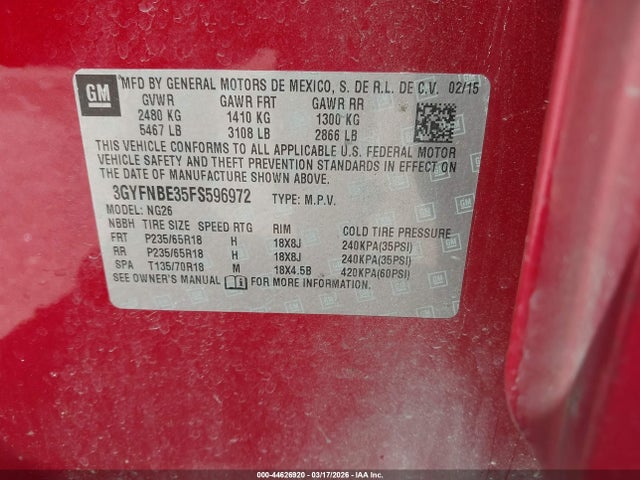 GM
MFD BY GENERAL MOTORS DE MEXICO, S. DE R.L. DE C.V. 02/15
GVWR GAWR FRT GAWR RR
2480 KG 1410 KG 1300 KG
5467 LB 3108 LB 2866 LB
THIS VEHICLE CONFORMS TO ALL APPLICABLE U.S. FEDERAL MOTOR
VEHICLE SAFETY AND THEFT PREVENTION STANDARDS IN EFFECT ON
THE DATE OF MANUFACTURE SHOWN ABOVE.
3GYFNBE35FS596972 TYPE: M.P.V.
MODEL: NG26
NBBH TIRE SIZE SPEED RTG RIM COLD TIRE PRESSURE
FRT P235/65R18 H 18X8J 240KPA(35PSI)
RR P235/65R18 H 18X8J 240KPA(35PSI)
SPA T135/70R18 M 18X4.5B 420KPA(60PSI)
SEE OWNER'S MANUAL FOR MORE INFORMATION.
000-44626920 - 03/17/2026 - IAA Inc.